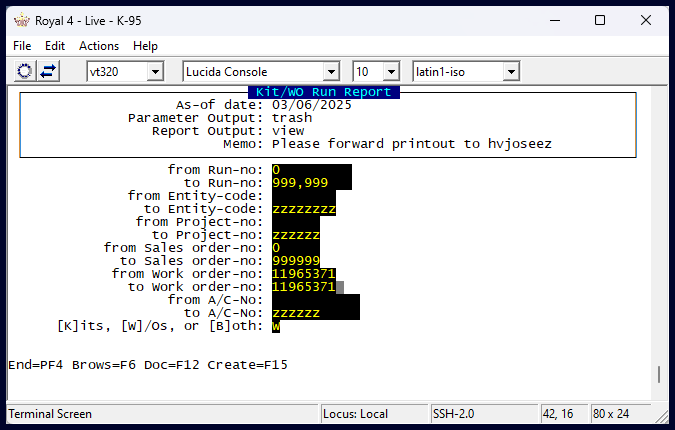 Royal 4 - Live - K-95
File Edit Actions Help
vt320 Lucida Console 10 latin1-iso
Kit/WO Run Report
As-of date: 03/06/2025
Parameter Output: trash
Report Output: view
Memo: Please forward printout to hvjoseez
from Run-no: 0
to Run-no: 999,999
from Entity-code:
to Entity-code: zzzzzzzz
from Project-no:
to Project-no: zzzzzz
from Sales order-no: 0
to Sales order-no: 999999
from Work order-no: 11965371
to Work order-no: 11965371
from A/C-No:
to A/C-No: zzzzzz
[K]its, [W]/Os, or [B]oth: W
End=PF4 Brows=F6 Doc=F12 Create=F15
Terminal Screen Locus: Local SSH-2.0 42, 16 80 x 24